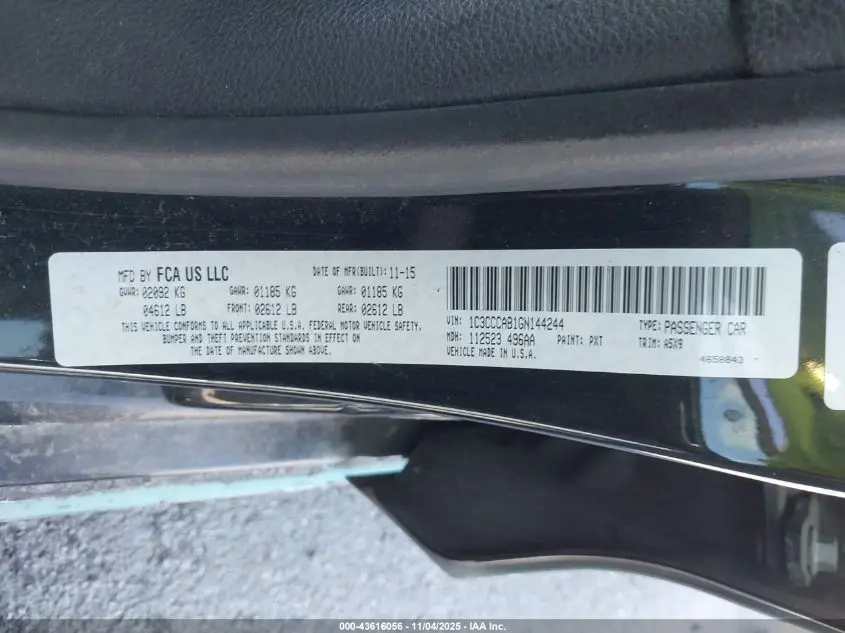 MFD BY FCA US LLC DATE OF MFR(BUILT): 11-15
GVWR: 02092 KG GAWR: 01185 KG GAWR: 01185 KG
04612 LB FRONT: 02612 LB REAR: 02612 LB
THIS VEHICLE CONFORMS TO ALL APPLICABLE U.S.A. FEDERAL MOTOR VEHICLE SAFETY,
BUMPER AND THEFT PREVENTION STANDARDS IN EFFECT ON
THE DATE OF MANUFACTURE SHOWN ABOVE.
VIN: 1C3CCCAB1GN144244 TYPE: PASSENGER CAR
MDH: 112523 496AA PAINT: PXT TRIM: A5X9
VEHICLE MADE IN U.S.A. 4658843
000-43616056 - 11/04/2025 - IAA Inc.